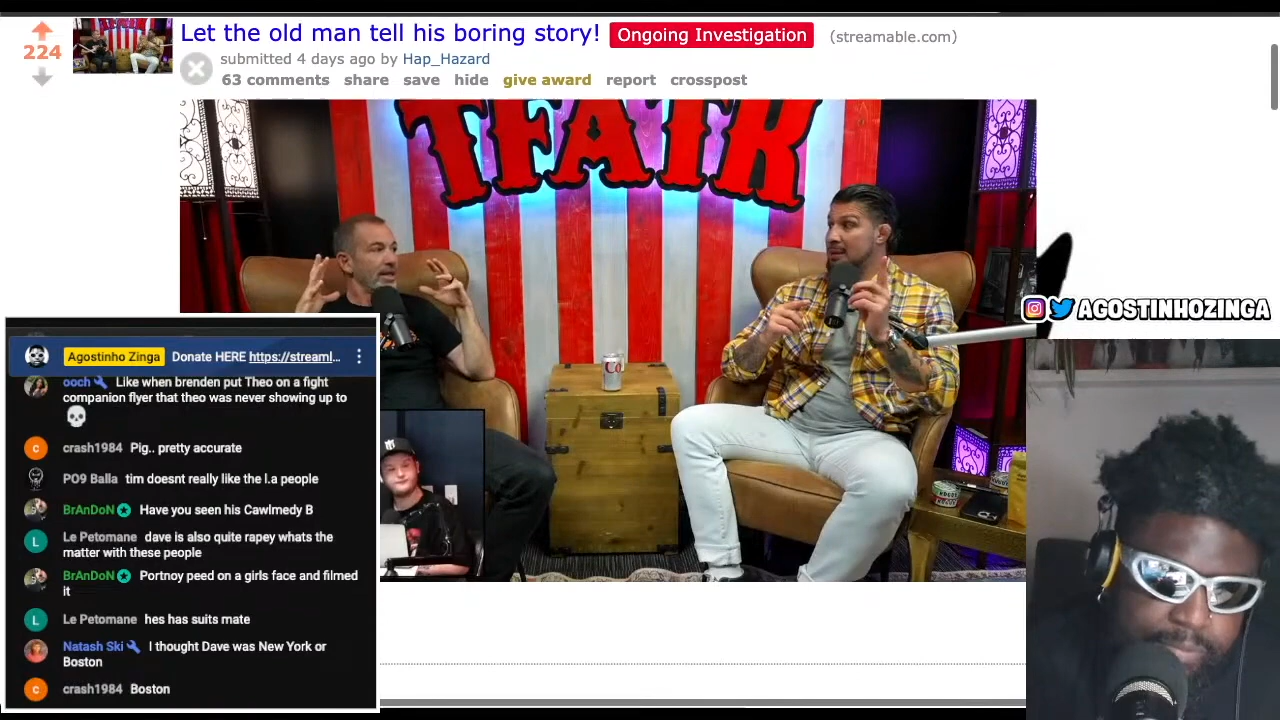 224
Let the old man tell his boring story! Ongoing Investigation (streamable.com)
submitted 4 days ago by Hap_Hazard
63 comments share save hide give award report crosspost
TFATK
AGOSTINHOZINGA
Agostinho Zinga Donate HERE https://streaml...
ooch Like when brenden put Theo on a fight
companion flyer that theo was never showing up to
crash1984 Pig.. pretty accurate
PO9 Balla tim doesnt really like the l.a people
BrAnDoN Have you seen his Cawlmedy B
Le Petomane dave is also quite rapey whats the
matter with these people
BrAnDoN Portnoy peed on a girls face and filmed
it
Le Petomane hes has suits mate
Natash Ski I thought Dave was New York or
Boston
crash1984 Boston